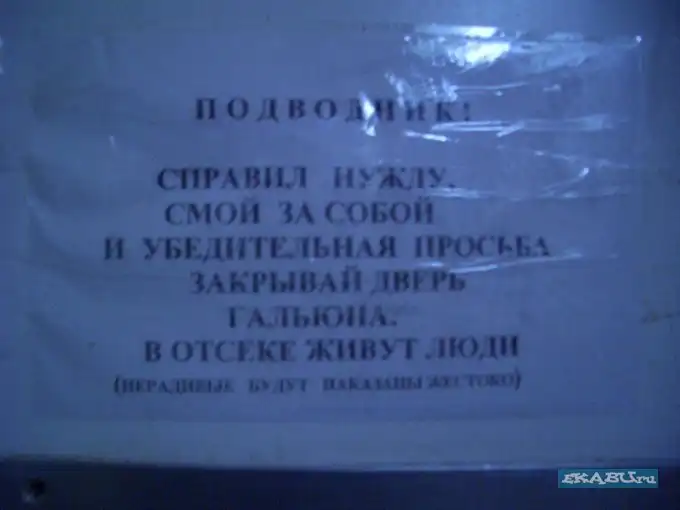 ПОДВОДНИК!
СПРАВИЛ НУЖДУ,
СМОЙ ЗА СОБОЙ
И УБЕДИТЕЛЬНАЯ ПРОСЬБА
ЗАКРЫВАЙ ДВЕРЬ
ГАЛЬЮНА.
В ОТСЕКЕ ЖИВУТ ЛЮДИ
(НЕРАДИВЫЕ БУДУТ НАКАЗАНЫ ЖЕСТОКО)
EKABU.ru